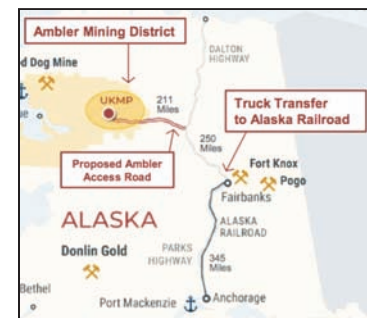 Ambler Mining District
DALTON
HIGHWAY
d Dog Mine
UKMP
211
Miles
Truck Transfer
to Alaska Railroad
Proposed Ambler
Access Road
250
Miles
Fort Knox
Pogo
Fairbanks
ALASKA
ALASKA
RAILROAD
Donlin Gold
PARKS
HIGHWAY
345
Miles
Bethel
Port Mackenzie
Anchorage